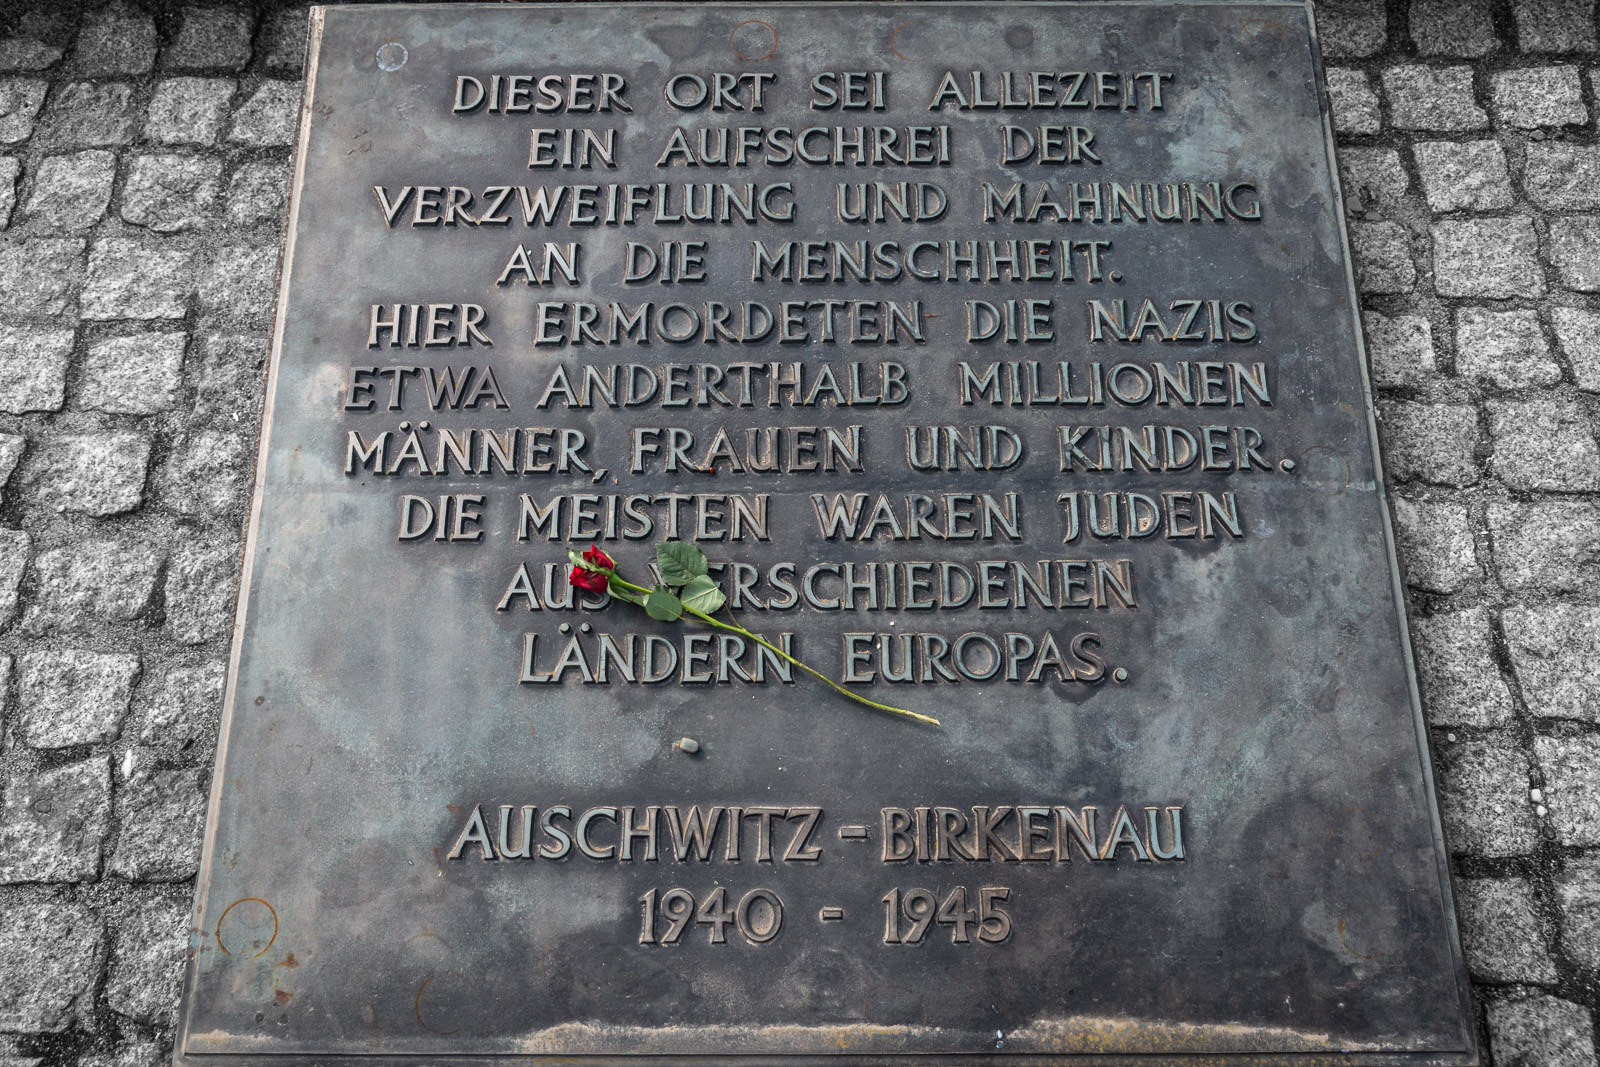 DIESER ORT SEI ALLEZEIT
EIN AUFSCHREI DER
VERZWEIFLUNG UND MAHNUNG
AN DIE MENSCHHEIT.
HIER ERMORDETEN DIE NAZIS
ETWA ANDERTHALB MILLIONEN
MÄNNER, FRAUEN UND KINDER.
DIE MEISTEN WAREN JUDEN
AUS VERSCHIEDENEN
LÄNDERN EUROPAS.
AUSCHWITZ - BIRKENAU
1940 - 1945